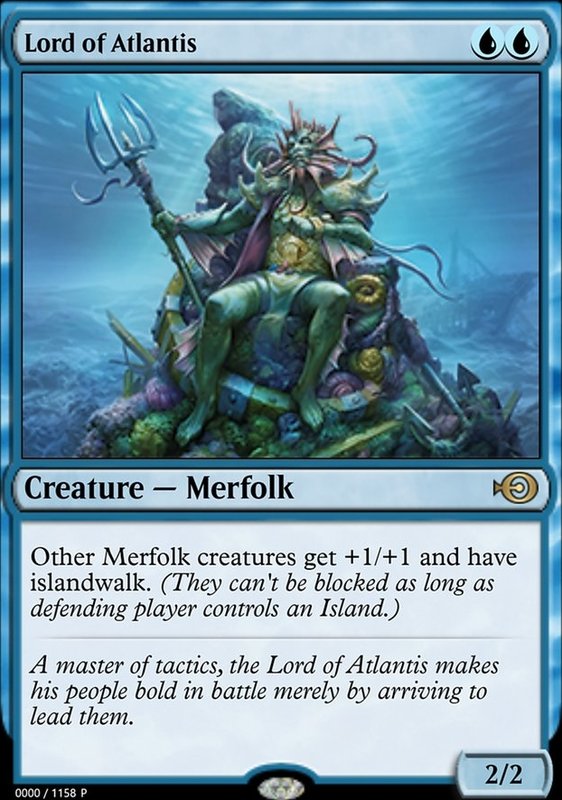 Lord of Atlantis
Creature — Merfolk
Other Merfolk creatures get +1/+1 and have
islandwalk. (They can't be blocked as long as
defending player controls an Island.)
A master of tactics, the Lord of Atlantis makes
his people bold in battle merely by arriving to
lead them.
2/2
0000 / 1158 P